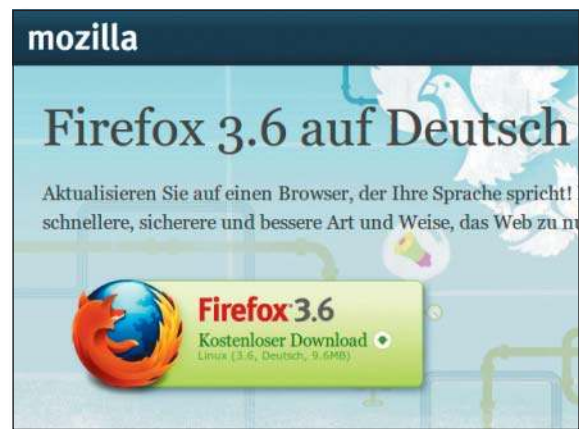 mozilla
Firefox 3.6 auf Deutsch
Aktualisieren Sie auf einen Browser, der Ihre Sprache spricht!
schnellere, sicherere und bessere Art und Weise, das Web zu
Firefox 3.6
Kostenloser Download
Linux (3.6, Deutsch, 9.6MB)